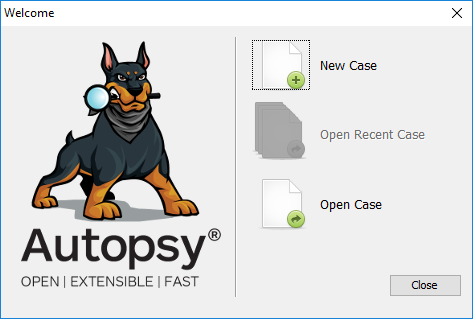 Welcome
New Case
Open Recent Case
Open Case
Autopsy®
OPEN | EXTENSIBLE | FAST
Close